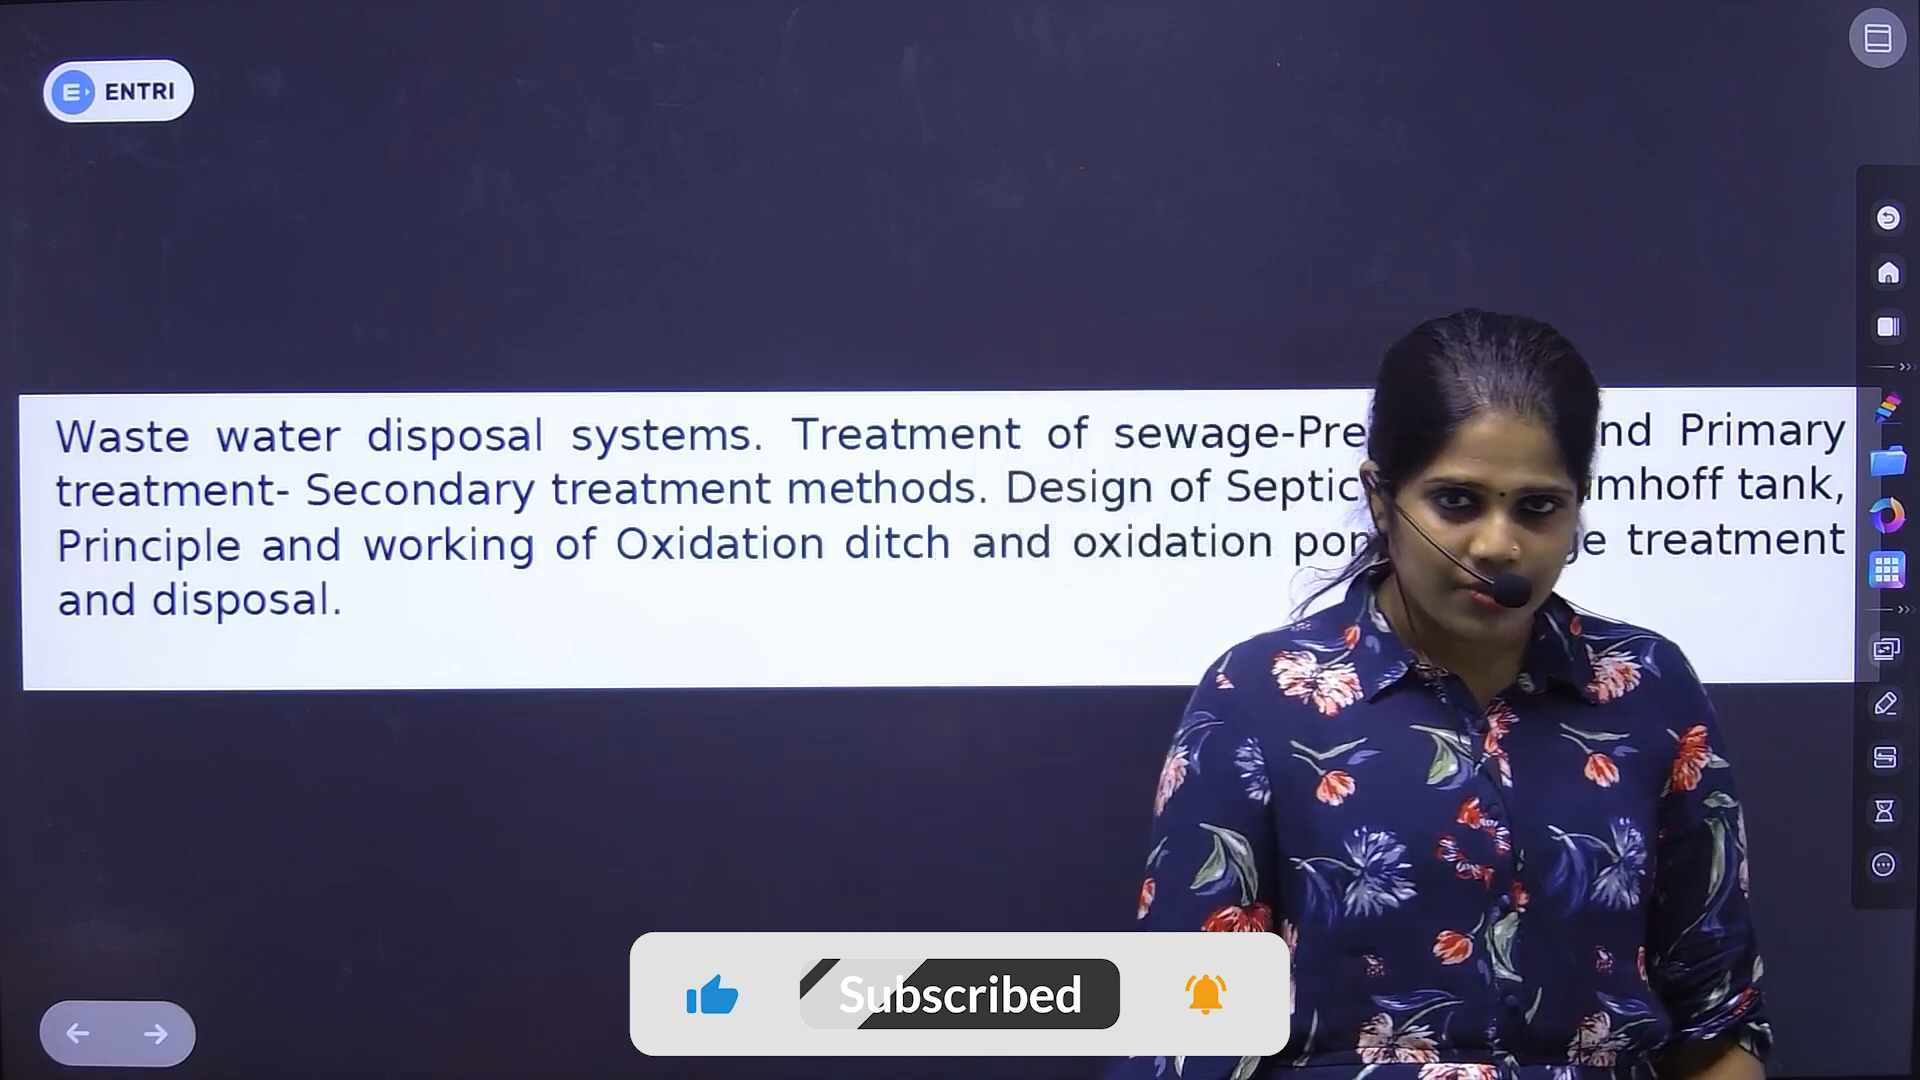 ENTRI
Waste water disposal systems. Treatment of sewage-Pre nd Primary
treatment- Secondary treatment methods. Design of Septic mhoff tank,
Principle and working of Oxidation ditch and oxidation pon e treatment
and disposal.
Subscribed